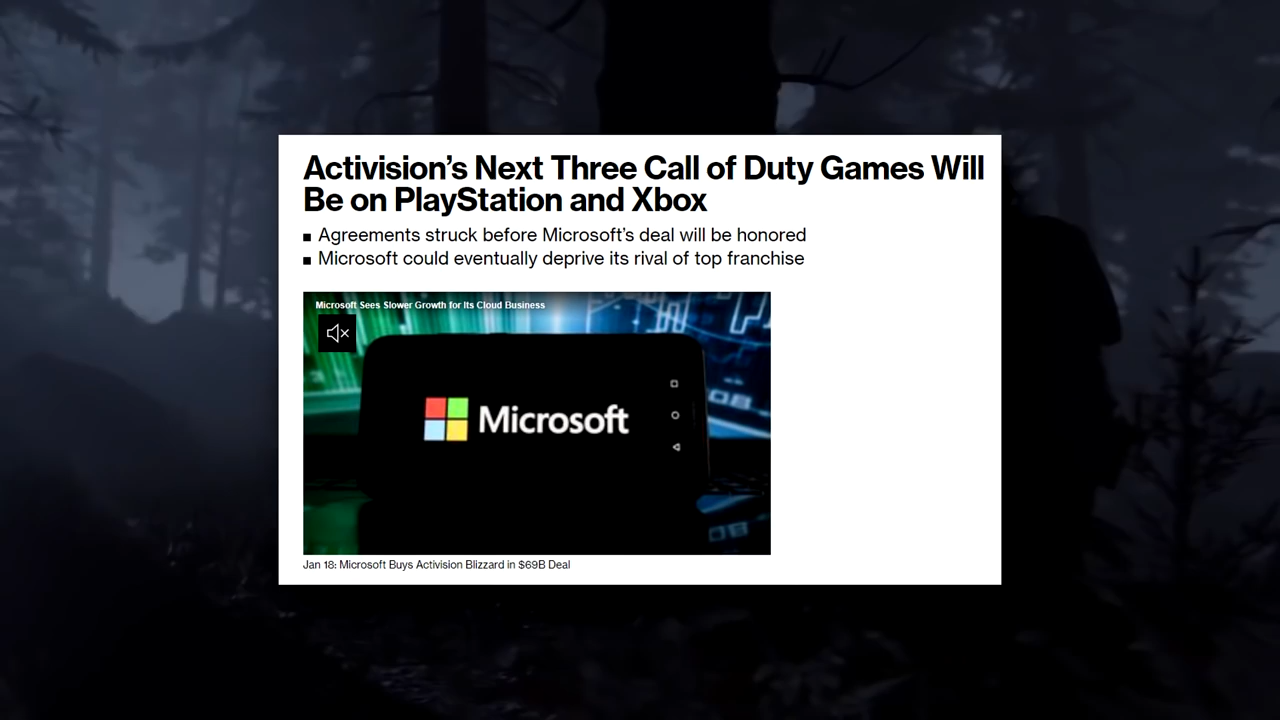 Activision’s Next Three Call of Duty Games Will
Be on PlayStation and Xbox
Agreements struck before Microsoft’s deal will be honored
Microsoft could eventually deprive its rival of top franchise
Microsoft Sees Slower Growth for Its Cloud Business
Microsoft
Jan 18: Microsoft Buys Activision Blizzard in $69B Deal